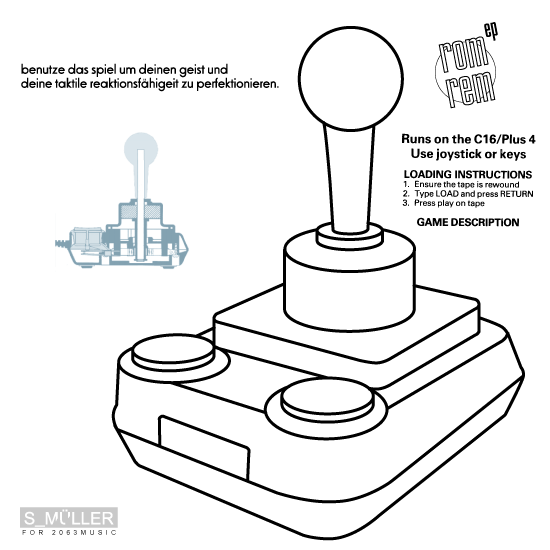 benutze das spiel um deinen geist und
deine taktile reaktionsfähigeit zu perfektionieren.
rom ep
rem
Runs on the C16/Plus 4
Use joystick or keys
LOADING INSTRUCTIONS
1. Ensure the tape is rewound
2. Type LOAD and press RETURN
3. Press play on tape
GAME DESCRIPTION
S_MÜLLER
FOR 2063MUSIC